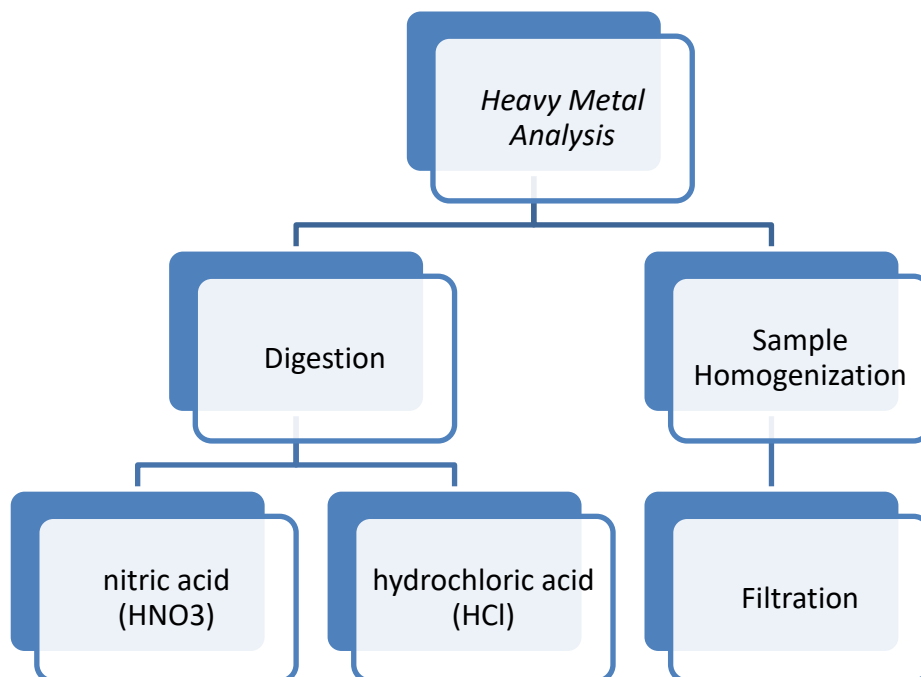 Heavy Metal
Analysis
Digestion
Sample
Homogenization
nitric acid
(HNO3)
hydrochloric acid
(HCl)
Filtration